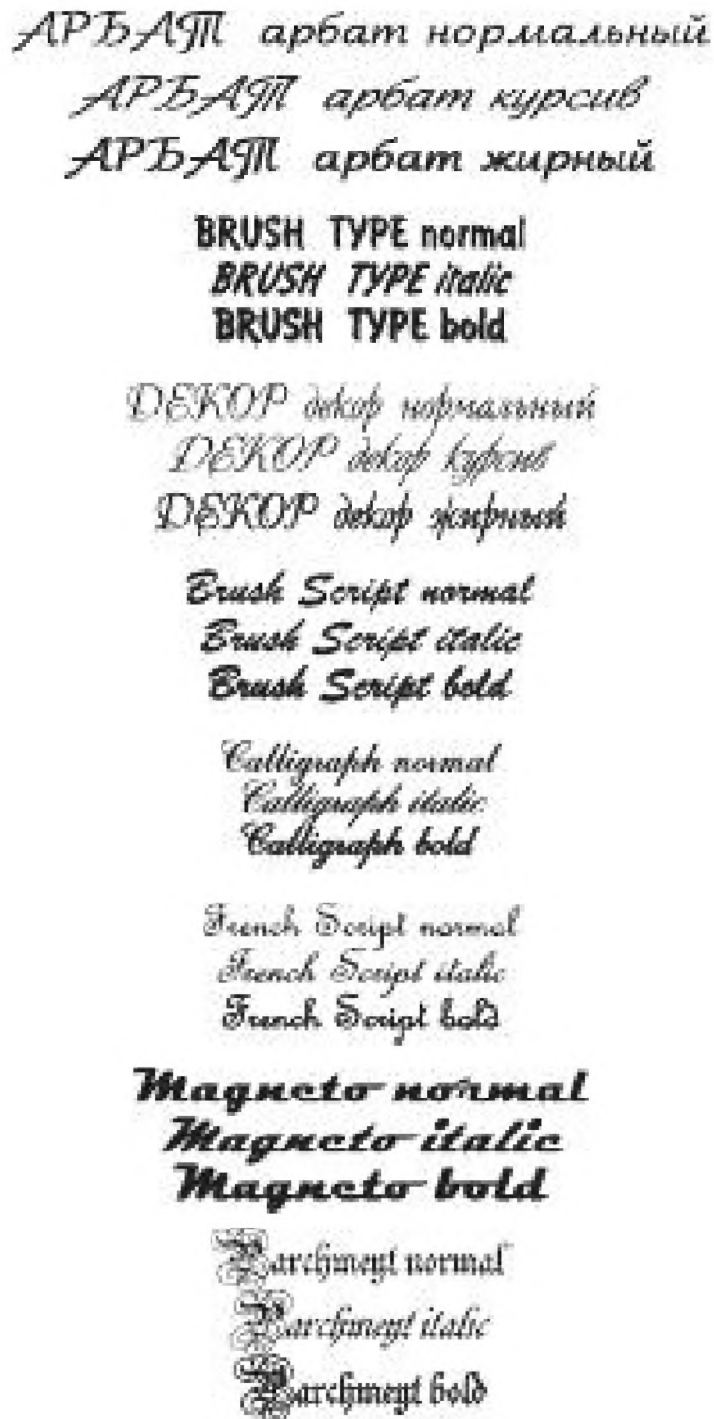 АРБАТ арбат нормальный
АРБАТ арбат курсив
АРБАТ арбат жирный
BRUSH TYPE normal
BRUSH TYPE italic
BRUSH TYPE bold
ДЕКОР декор нормальный
ДЕКОР декор курсив
ДЕКОР декор жирный
Brush Script normal
Brush Script italic
Brush Script bold
Calligraph normal
Calligraph italic
Calligraph bold
French Script normal
French Script italic
French Script bold
Magneto normal
Magneto italic
Magneto bold
Parchment normal
Parchment italic
Parchment bold